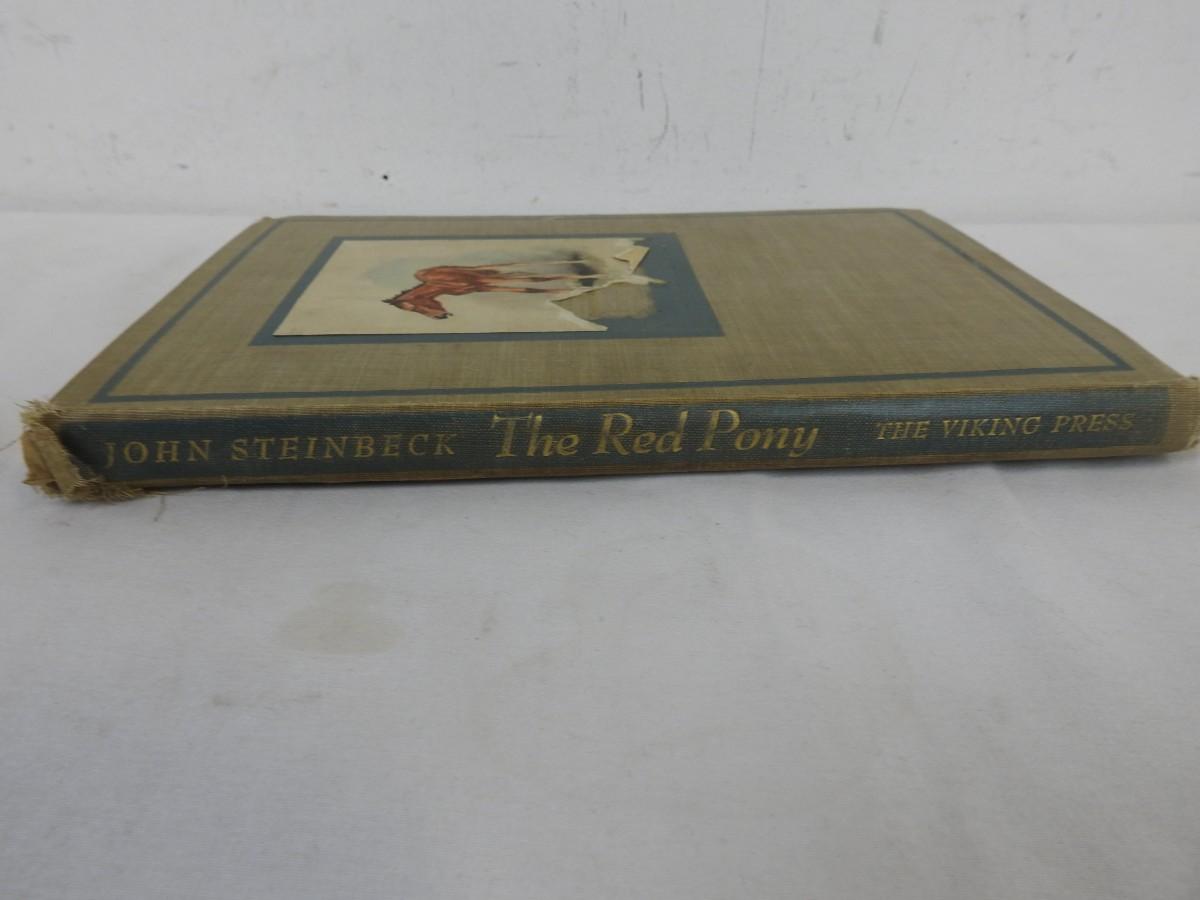 JOHN STEINBECK The Red Pony THE VIKING PRESS